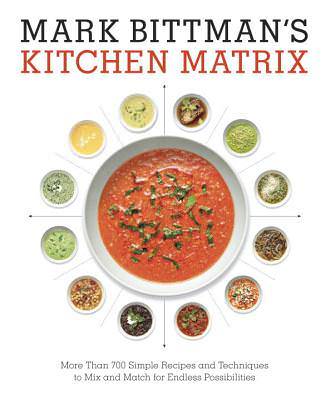 MARK BITTMAN'S
KITCHEN MATRIX
More Than 700 Simple Recipes and Techniques
to Mix and Match for Endless Possibilities